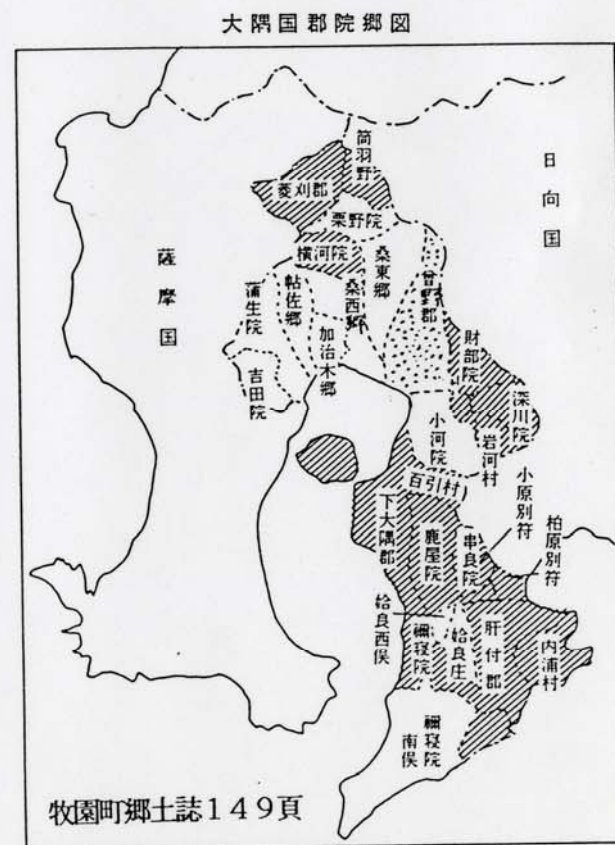 大隅国郡院郷図
日向国
薩摩国
筒羽野
菱刈郡
栗野院
横河院
桑東郷
曾野郡
桑西郷
帖佐郷
蒲生院
加治木郷
吉田院
財部院
深川院
小河院
岩河村
百引村
小原別符
柏原別符
下大隅郡
鹿屋院
串良院
姶良西俣
禰寝院
姶良庄
肝付郡
内浦村
禰寝院
南俣
牧園町郷土誌149頁